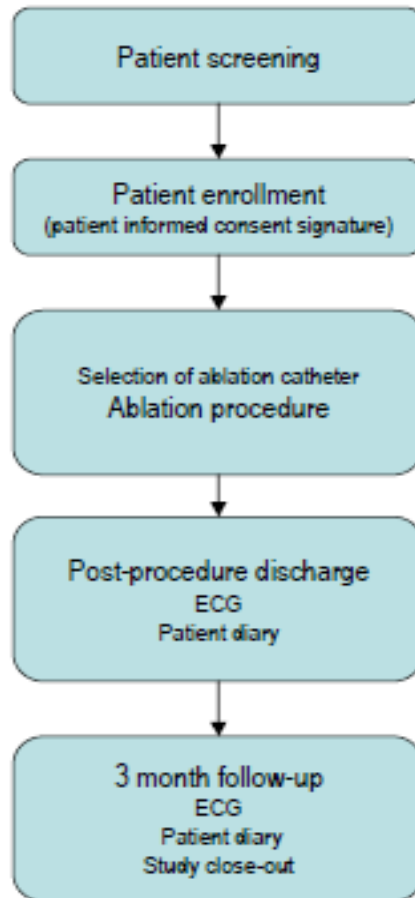 Patient screening
Patient enrollment
(patient informed consent signature)
Selection of ablation catheter
Ablation procedure
Post-procedure discharge
ECG
Patient diary
3 month follow-up
ECG
Patient diary
Study close-out